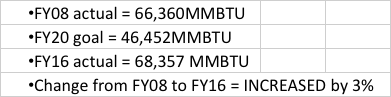 •FY08 actual = 66,360MMBTU
•FY20 goal = 46,452MMBTU
•FY16 actual = 68,357 MMBTU
•Change from FY08 to FY16 = INCREASED by 3%